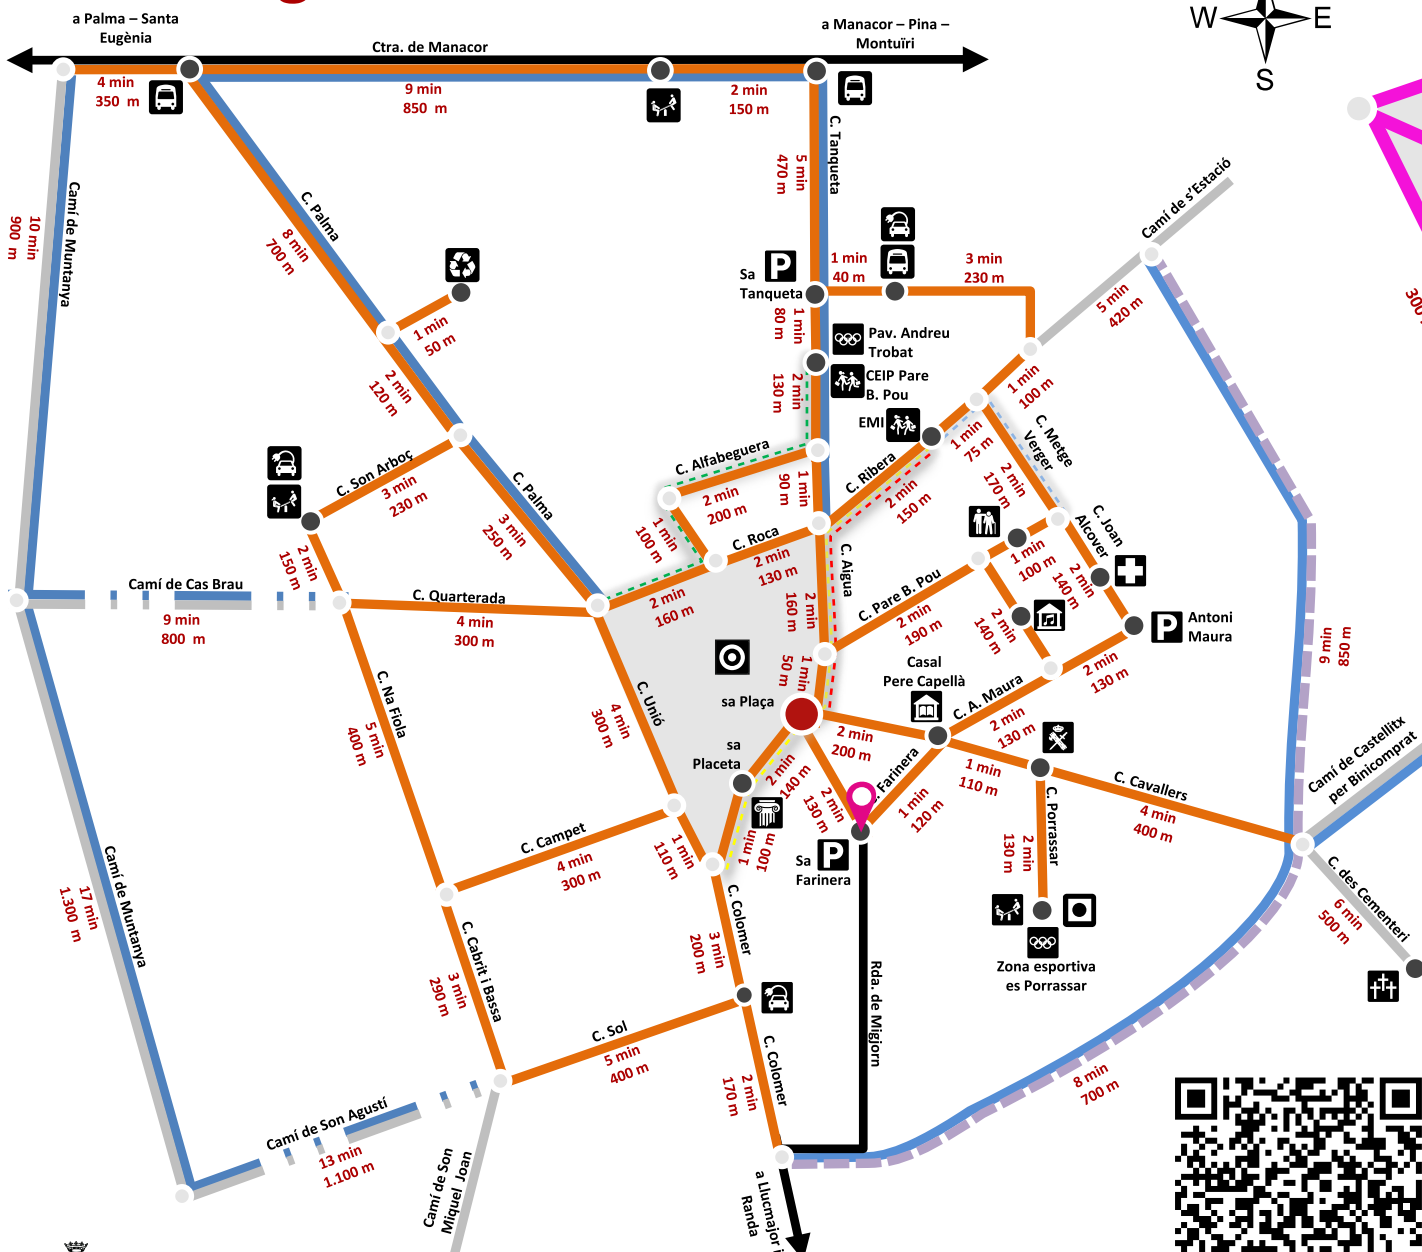 a Palma – Santa
Eugènia
Ctra. de Manacor
a Manacor – Pina –
Montuïri
W
E
S
4 min
350 m
9 min
850 m
2 min
150 m
C. Tanqueta
5 min
470 m
Camí de Muntanya
10 min
900 m
C. Palma
8 min
700 m
1 min
50 m
2 min
120 m
Sa
Tanqueta
P
1 min
40 m
3 min
230 m
Camí de s'Estació
5 min
420 m
1 min
80 m
Pav. Andreu
Trobat
CEIP Pare
B. Pou
2 min
130 m
EMI
1 min
100 m
1 min
75 m
C. Metge
Verger
2 min
170 m
C. Ribera
2 min
150 m
C. Alfabeguera
2 min
200 m
1 min
90 m
1 min
100 m
C. Roca
2 min
130 m
2 min
160 m
C. Son Arboç
3 min
230 m
2 min
150 m
C. Palma
3 min
250 m
C. Aigua
2 min
160 m
1 min
50 m
C. Joan
Alcover
2 min
140 m
1 min
100 m
C. Pare B. Pou
2 min
190 m
2 min
140 m
P
Antoni
Maura
2 min
130 m
Camí de Cas Brau
9 min
800 m
C. Quarterada
4 min
300 m
Casal
Pere Capellà
C. A. Maura
2 min
130 m
9 min
850 m
C. Na Fiola
5 min
400 m
C. Unió
4 min
300 m
sa Plaça
sa
Placeta
2 min
200 m
2 min
140 m
2 min
130 m
Farinera
1 min
120 m
1 min
110 m
C. Cavallers
4 min
400 m
Camí de Castellitx
per Binicomprat
C. Porrassar
2 min
130 m
C. Campet
4 min
300 m
1 min
110 m
1 min
100 m
Sa
Farinera
P
C. des Cementeri
6 min
500 m
Zona esportiva
es Porrassar
Camí de Muntanya
17 min
1.300 m
C. Cabrit i Bassa
3 min
290 m
C. Colomer
3 min
200 m
Rda. de Migjorn
C. Sol
5 min
400 m
C. Colomer
2 min
170 m
8 min
700 m
Camí de Son Agustí
13 min
1.100 m
Camí de Son
Miquel Joan
a Llucmajor i
Randa